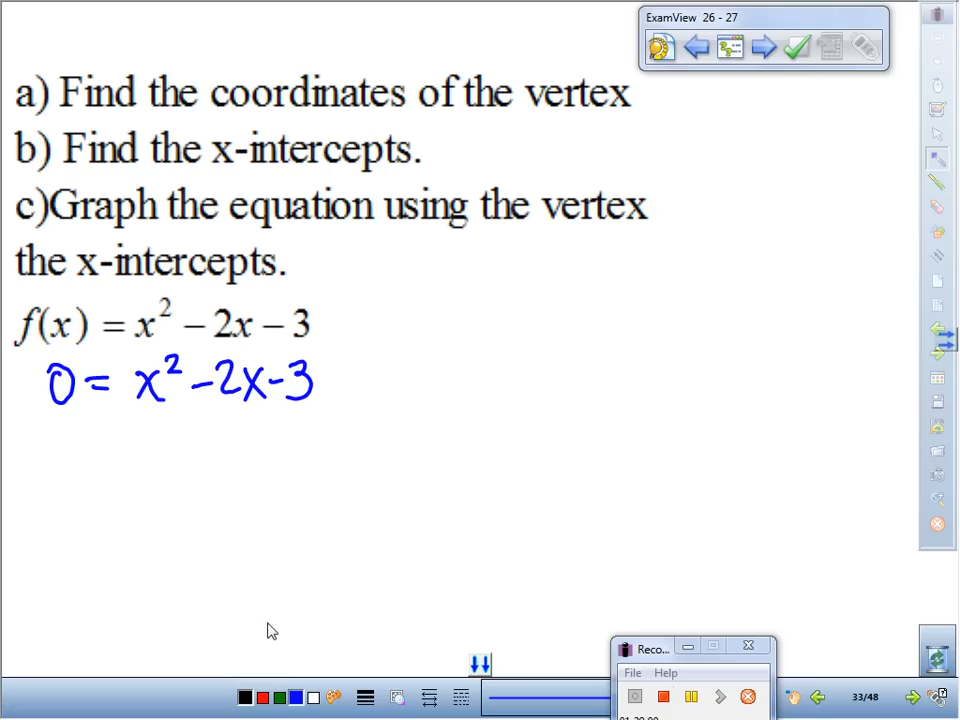 ExamView 26 - 27
a) Find the coordinates of the vertex
b) Find the x-intercepts.
c)Graph the equation using the vertex
the x-intercepts.
f(x) = x² − 2x − 3
0 = x² - 2x - 3
Reco...
File Help
33/48